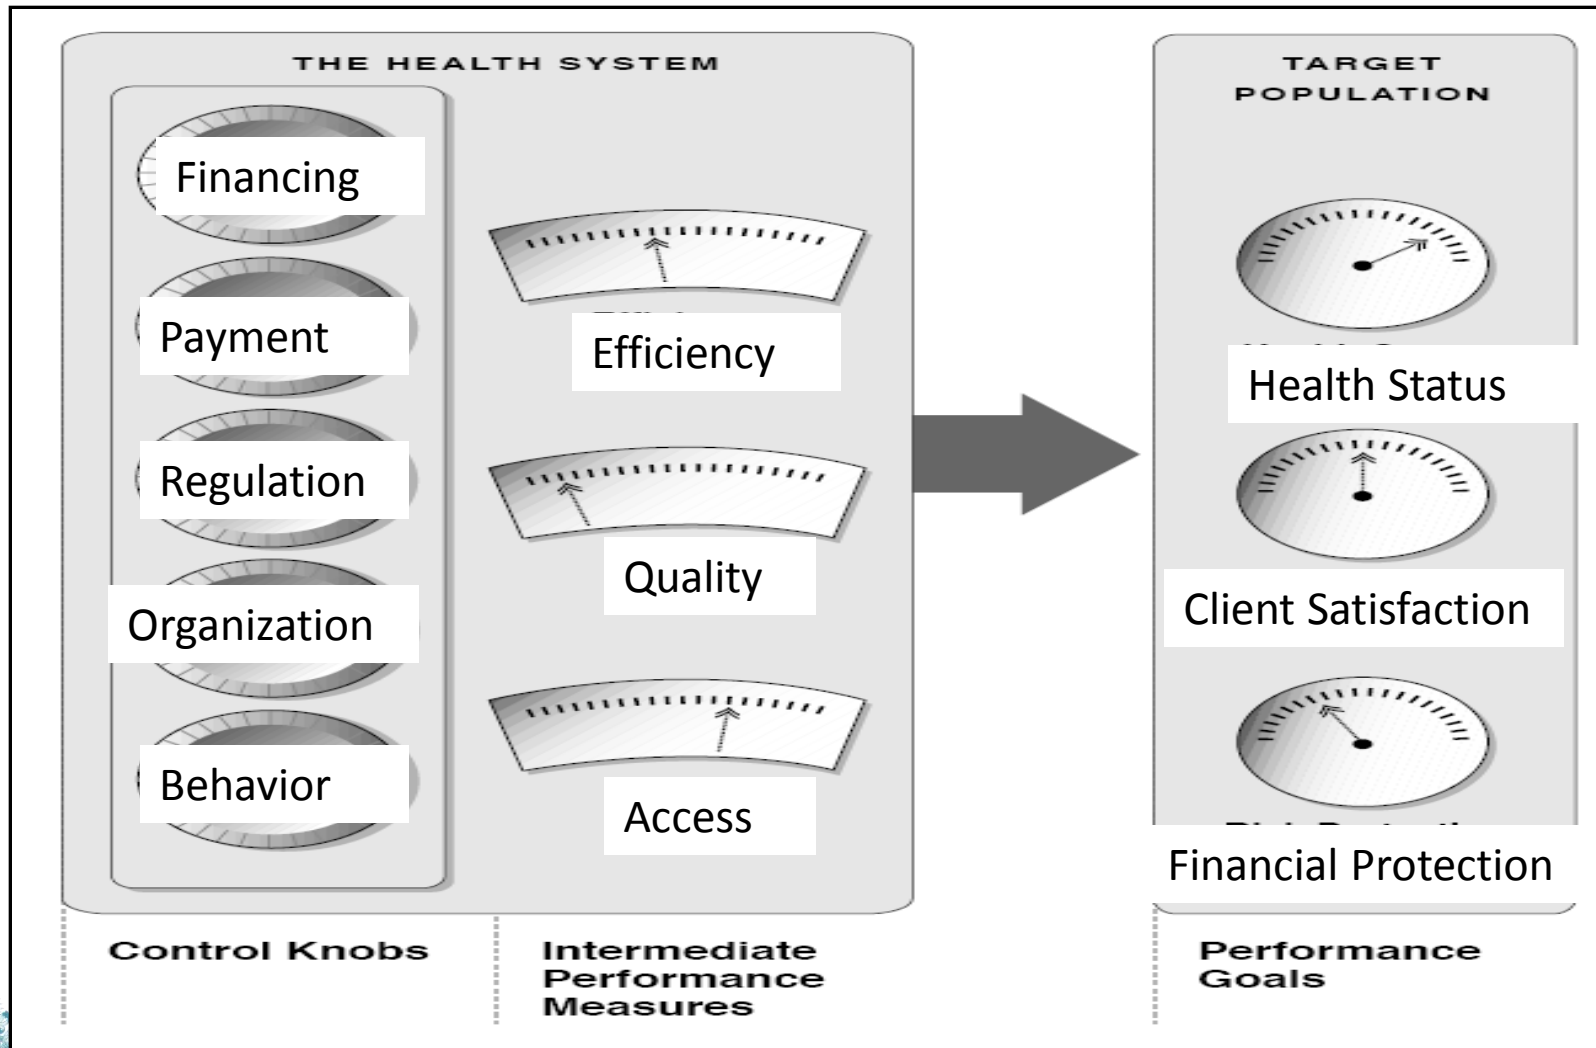 THE HEALTH SYSTEM
Financing
Payment
Regulation
Organization
Behavior
Efficiency
Quality
Access
TARGET
POPULATION
Health Status
Client Satisfaction
Financial Protection
Control Knobs
Intermediate
Performance
Measures
Performance
Goals